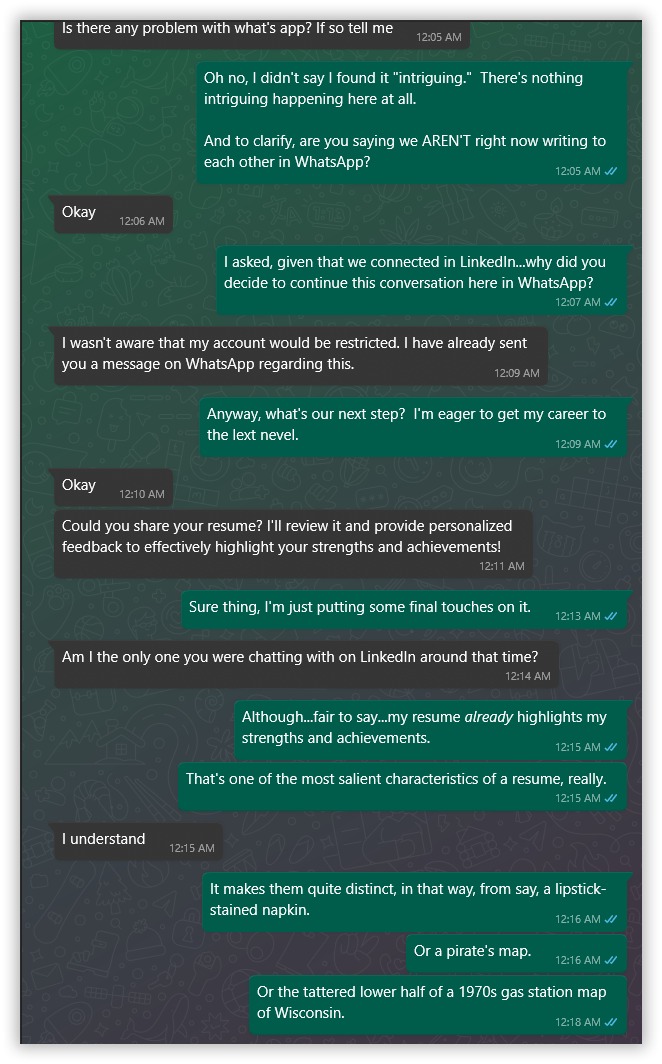 Is there any problem with what's app? If so tell me
12:05 AM
Oh no, I didn't say I found it "intriguing."  There's nothing
intriguing happening here at all.
And to clarify, are you saying we AREN'T right now writing to
each other in WhatsApp?
12:05 AM
Okay
12:06 AM
I asked, given that we connected in LinkedIn...why did you
decide to continue this conversation here in WhatsApp?
12:07 AM
I wasn't aware that my account would be restricted. I have already sent
you a message on WhatsApp regarding this.
12:09 AM
Anyway, what's our next step?  I'm eager to get my career to
the lext nevel.
12:09 AM
Okay
12:10 AM
Could you share your resume? I'll review it and provide personalized
feedback to effectively highlight your strengths and achievements!
12:11 AM
Sure thing, I'm just putting some final touches on it.
12:13 AM
Am I the only one you were chatting with on LinkedIn around that time?
12:14 AM
Although...fair to say...my resume already highlights my
strengths and achievements.
12:15 AM
That's one of the most salient characteristics of a resume, really.
12:15 AM
I understand
12:15 AM
It makes them quite distinct, in that way, from say, a lipstick-
stained napkin.
12:16 AM
Or a pirate's map.
12:16 AM
Or the tattered lower half of a 1970s gas station map
of Wisconsin.
12:18 AM